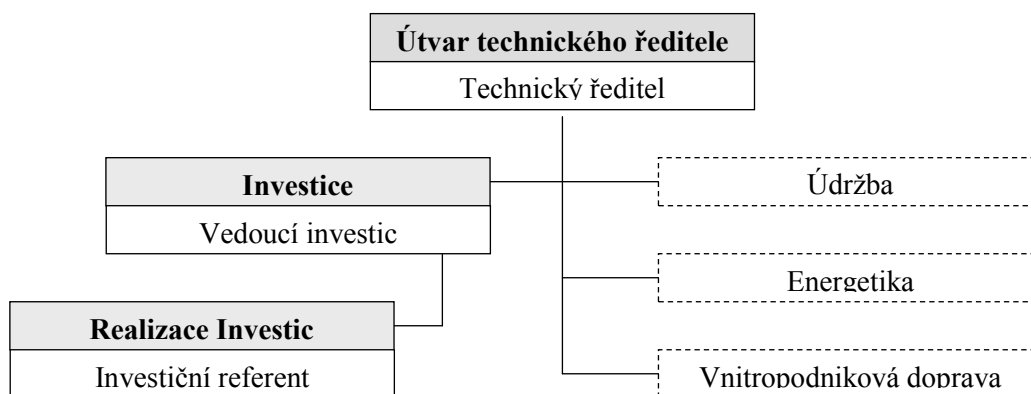 Útvar technického ředitele
Technický ředitel
Investice
Vedoucí investic
Údržba
Energetika
Realizace Investic
Investiční referent
Vnitropodniková doprava